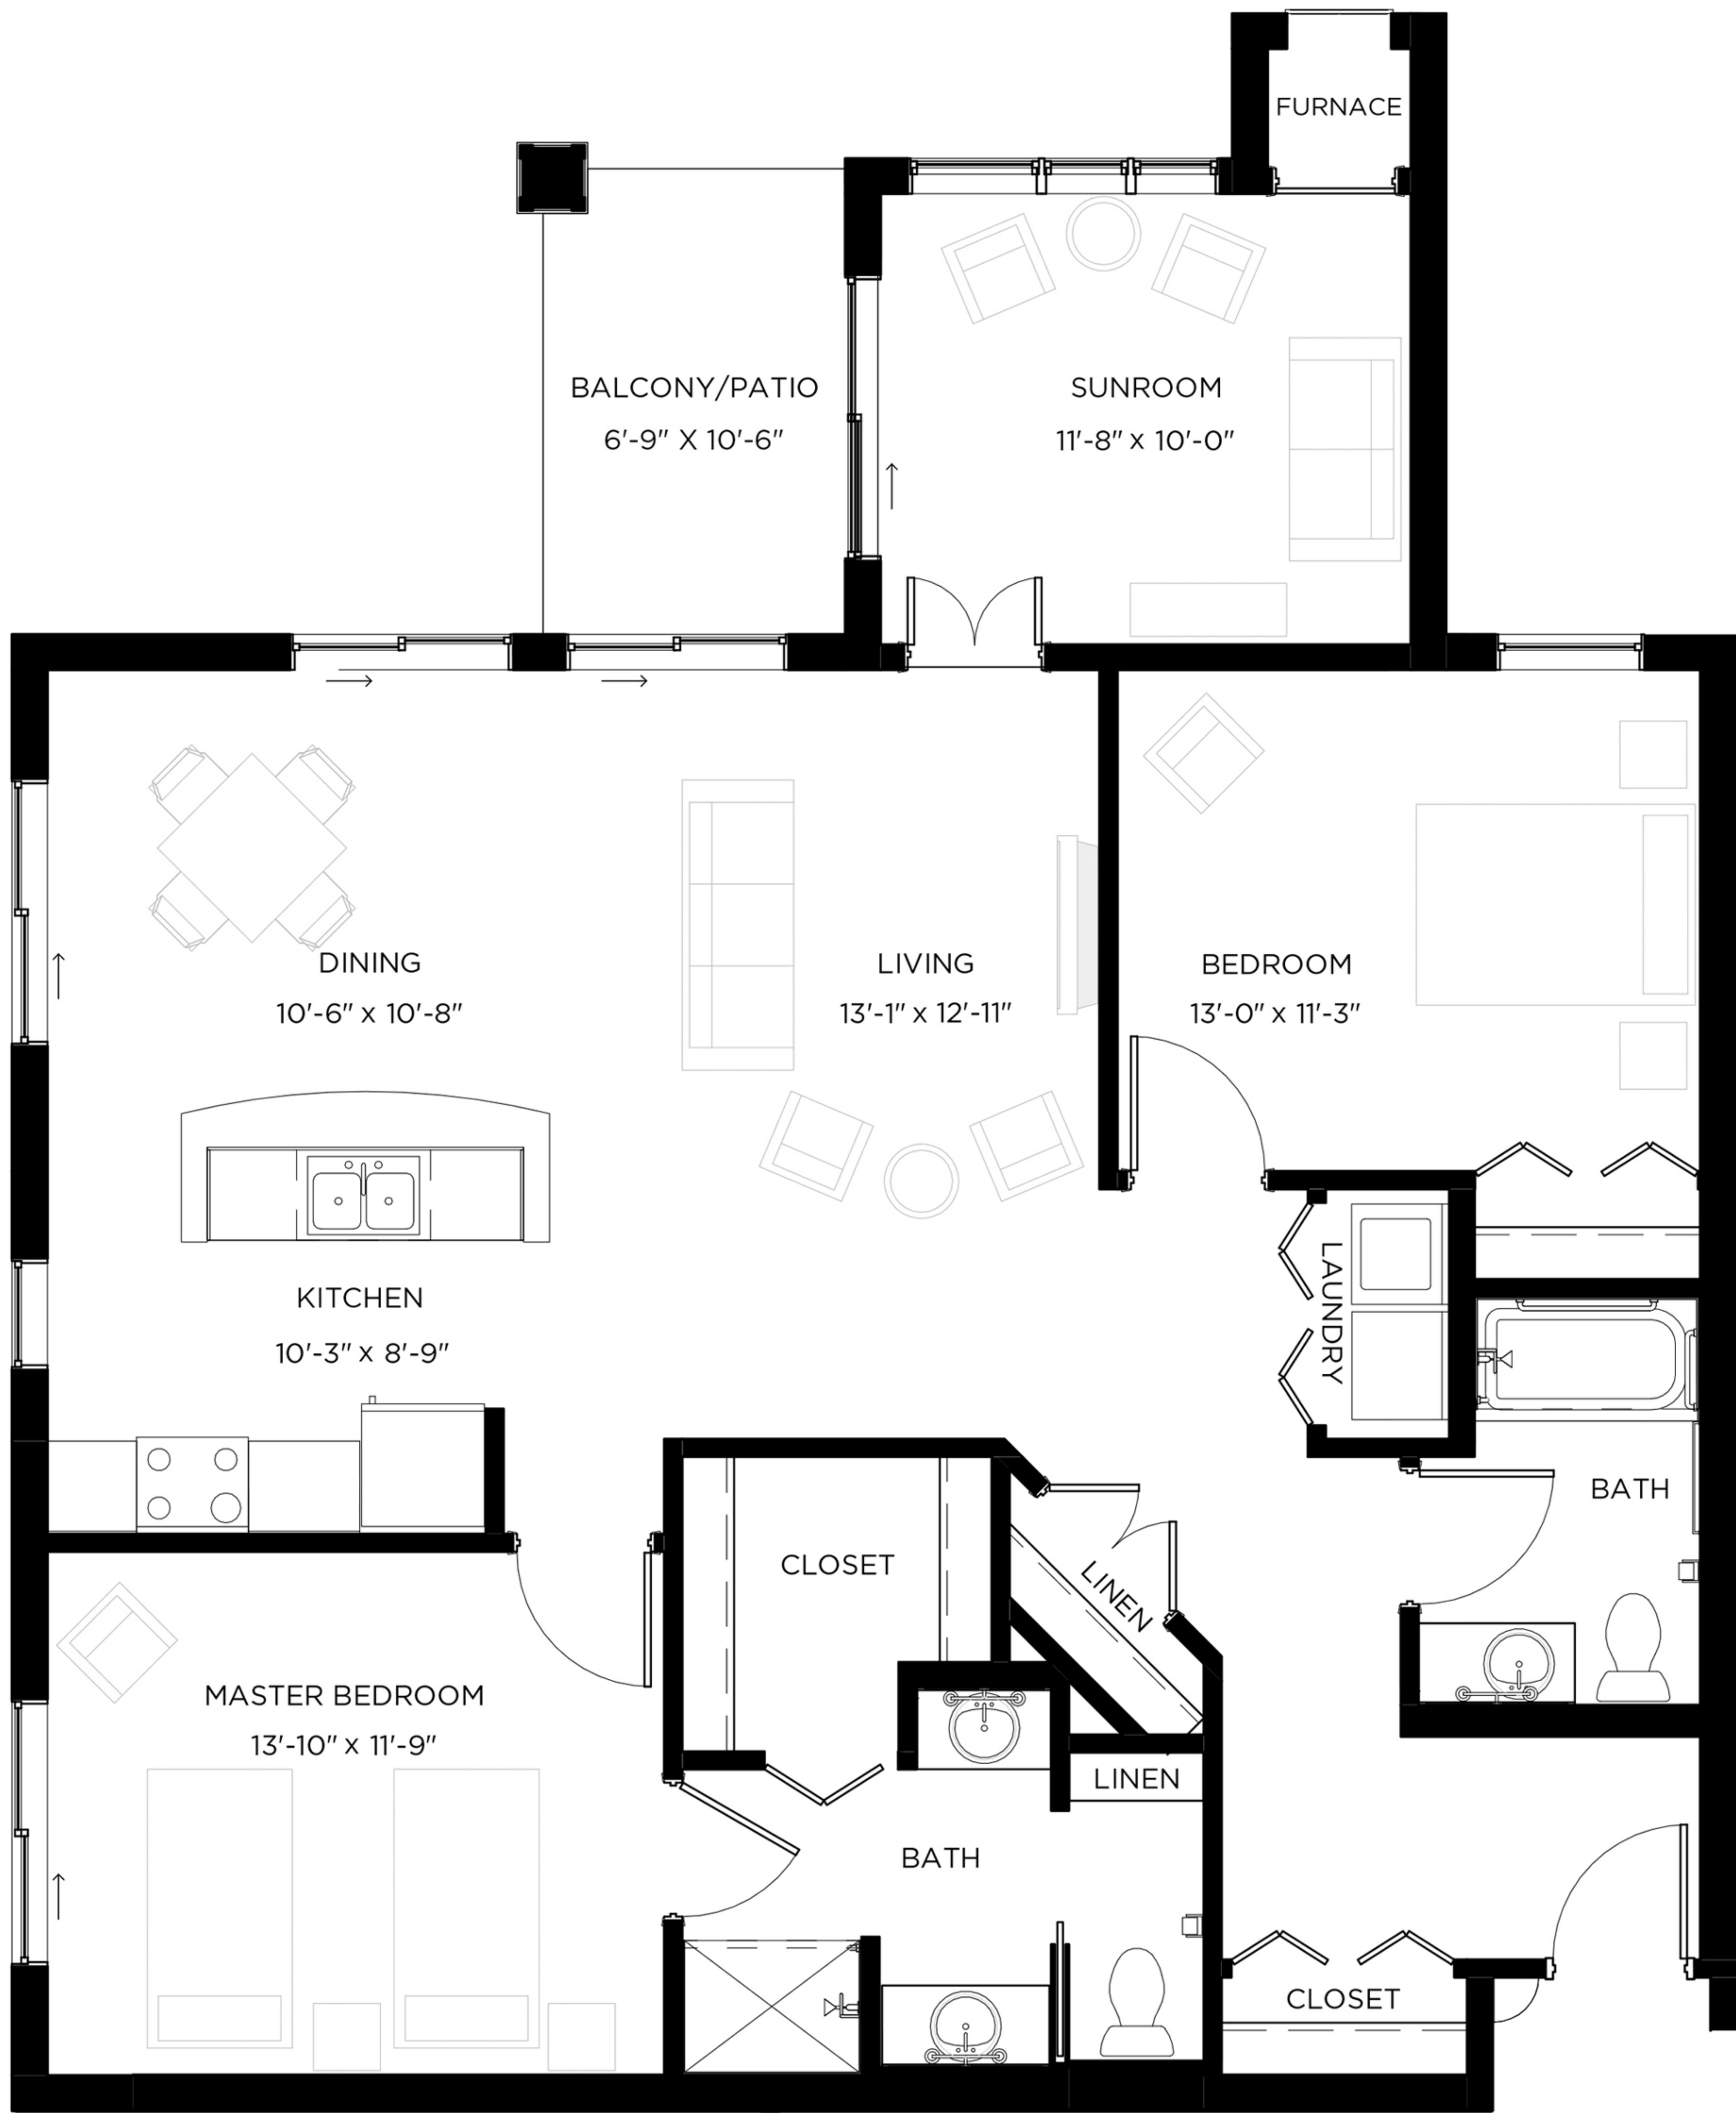 FURNACE
BALCONY/PATIO
6'-9" X 10'-6"
SUNROOM
11'-8" x 10'-0"
DINING
10'-6" x 10'-8"
LIVING
13'-1" x 12'-11"
BEDROOM
13'-0" x 11'-3"
KITCHEN
10'-3" x 8'-9"
LAUNDRY
BATH
CLOSET
LINEN
MASTER BEDROOM
13'-10" x 11'-9"
LINEN
BATH
CLOSET